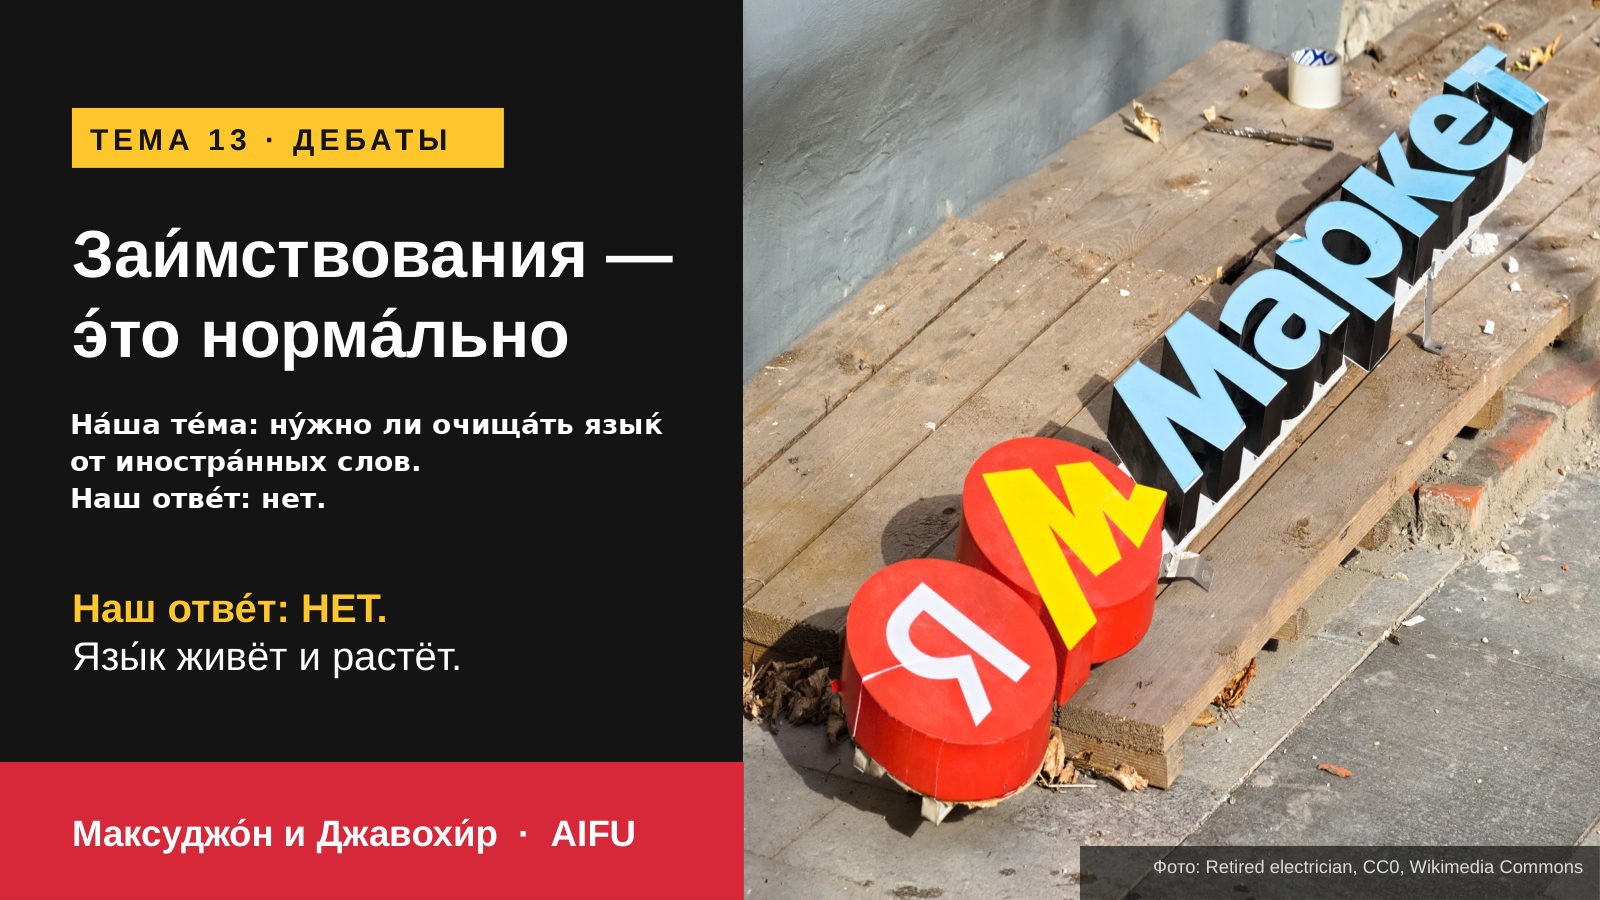 ТЕМА 13 · ДЕБАТЫ
Заи́мствования —
э́то норма́льно
На́ша те́ма: ну́жно ли очища́ть языќ
от иностра́нных слов.
Наш отве́т: нет.
Наш отве́т: НЕТ.
Язы́к живёт и растёт.
Максуджо́н и Джавохи́р · AIFU
Я М Маркет
Фото: Retired electrician, CC0, Wikimedia Commons